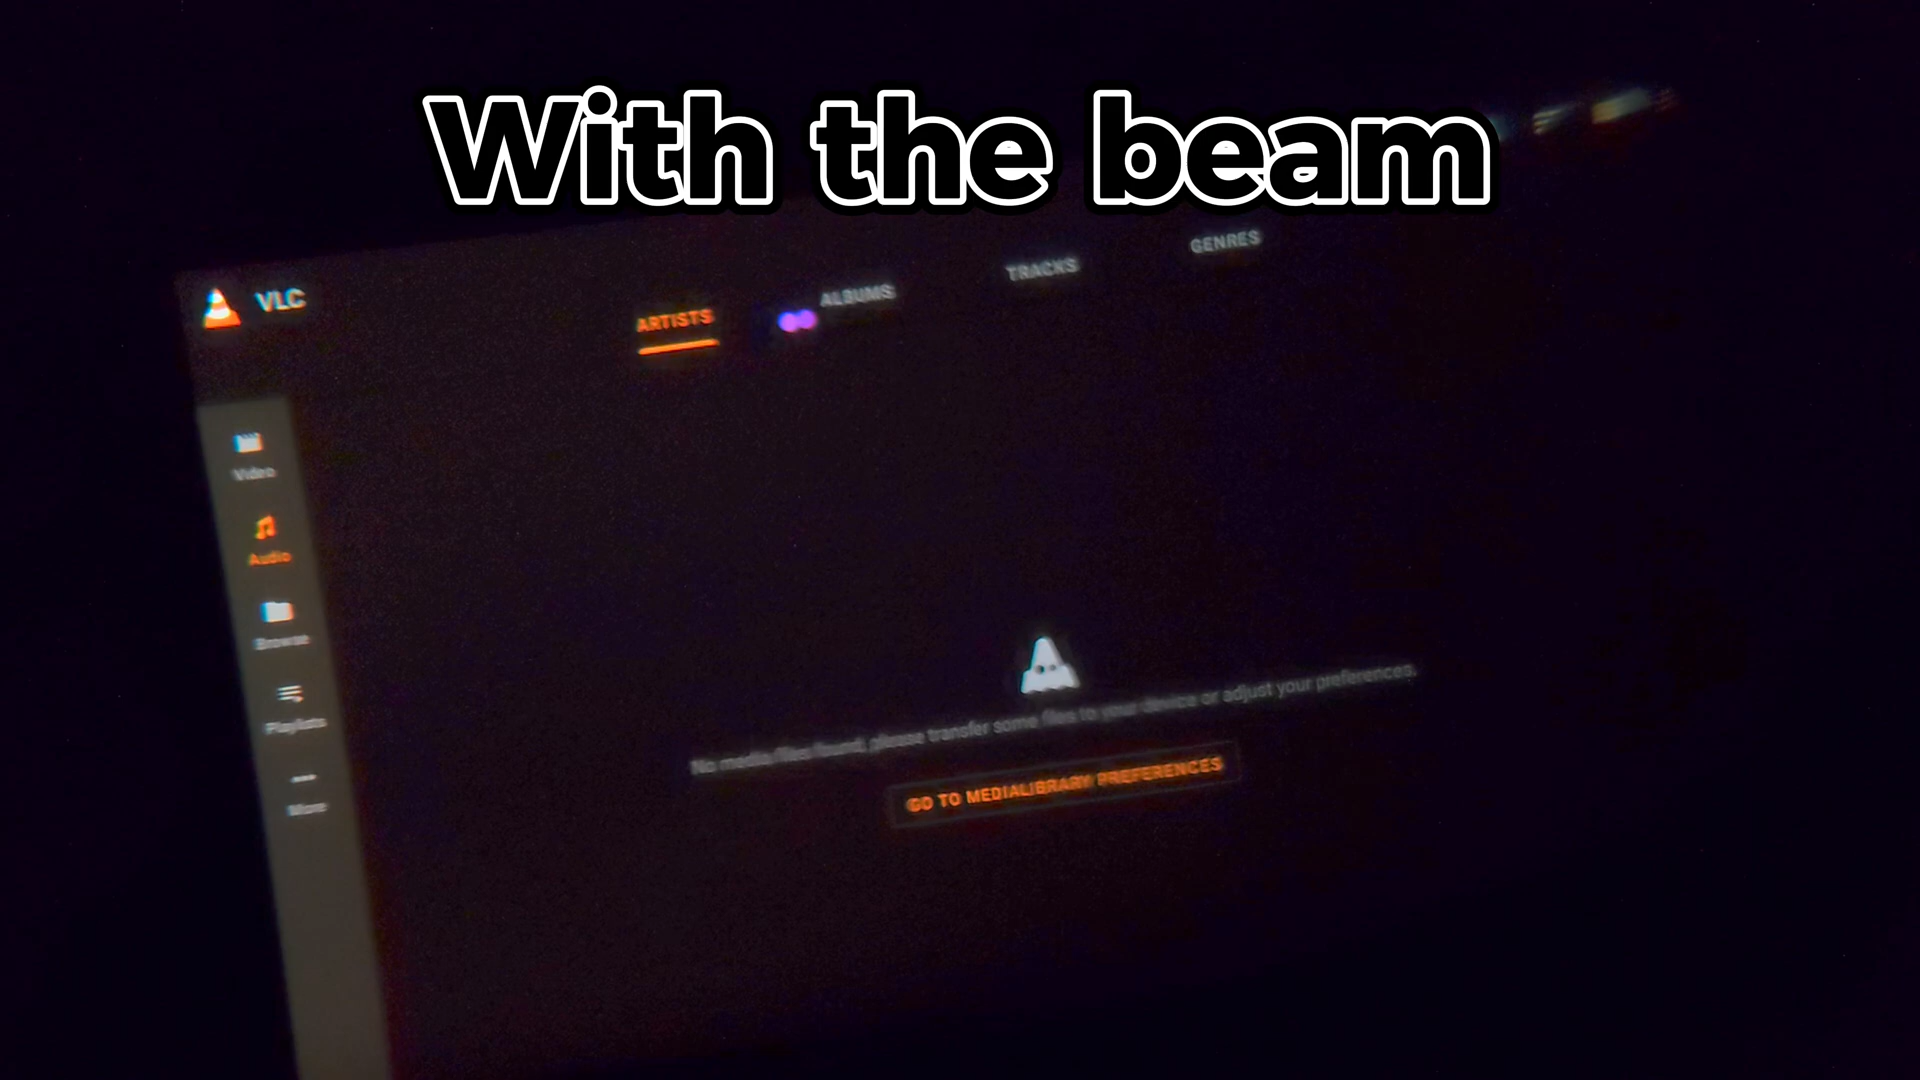 With the beam
VLC
ARTISTS
ALBUMS
TRACKS
GENRES
Video
Audio
Browse
Playlists
More
No media files found, please transfer some files to your device or adjust your preferences.
GO TO MEDIALIBRARY PREFERENCES